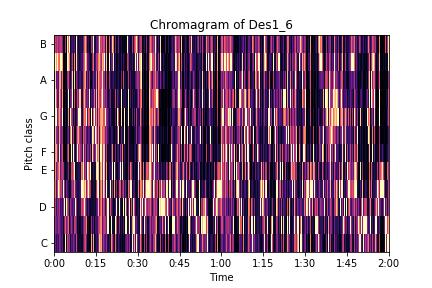 Chromagram of Des1_6
Pitch class
B
A
G
F
E
D
C
0:00 0:15 0:30 0:45 1:00 1:15 1:30 1:45 2:00
Time